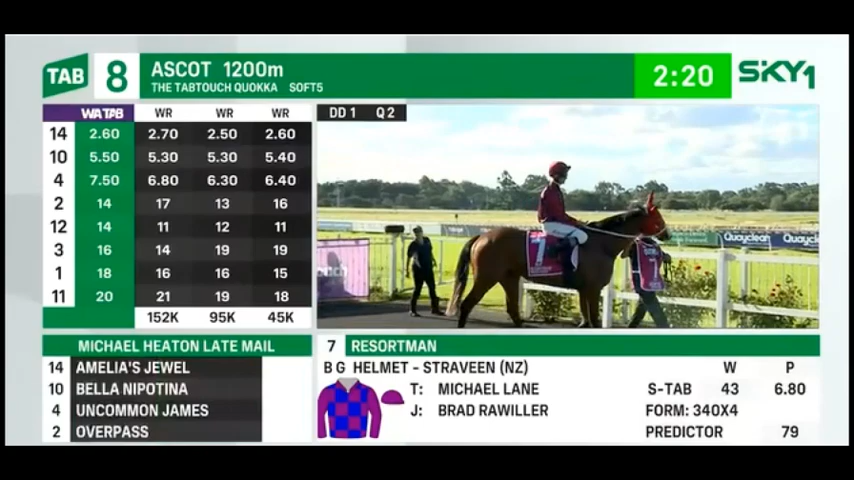 TAB 8 ASCOT 1200m 2:20 SKY1
THE TABTOUCH QUOKKA SOFT5
WATAB WR WR WR DD 1 Q 2
14 2.60 2.70 2.50 2.60
10 5.50 5.30 5.30 5.40
4 7.50 6.80 6.30 6.40
2 14 17 13 16
12 14 11 12 11
3 16 14 19 19
1 18 16 16 15
11 20 21 19 18
152K 95K 45K
7
7
Quayclean Quayclean
MICHAEL HEATON LATE MAIL
14 AMELIA'S JEWEL
10 BELLA NIPOTINA
4 UNCOMMON JAMES
2 OVERPASS
7 RESORTMAN
B G HELMET - STRAVEEN (NZ) W P
T: MICHAEL LANE S-TAB 43 6.80
J: BRAD RAWILLER FORM: 340X4
PREDICTOR 79